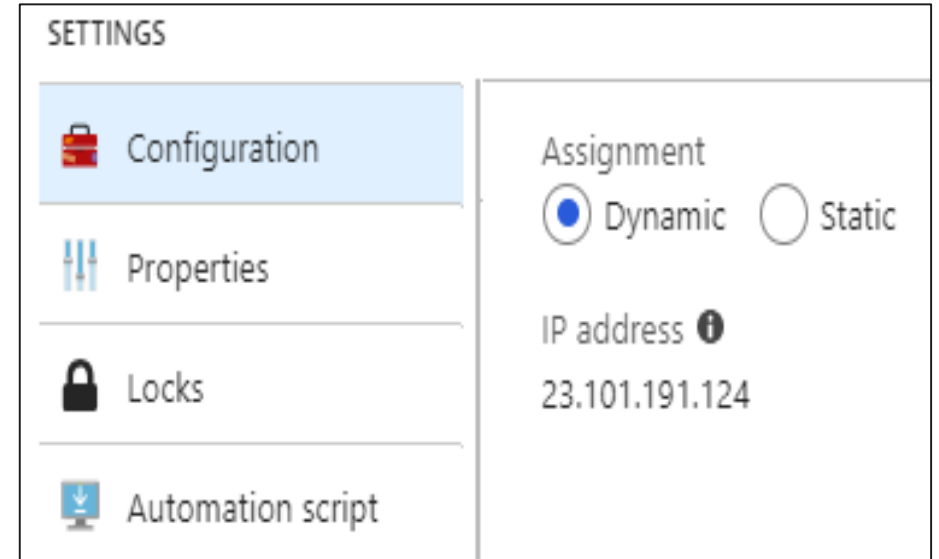 SETTINGS
Configuration
Properties
Locks
Automation script
Assignment
Dynamic Static
IP address
23.101.191.124